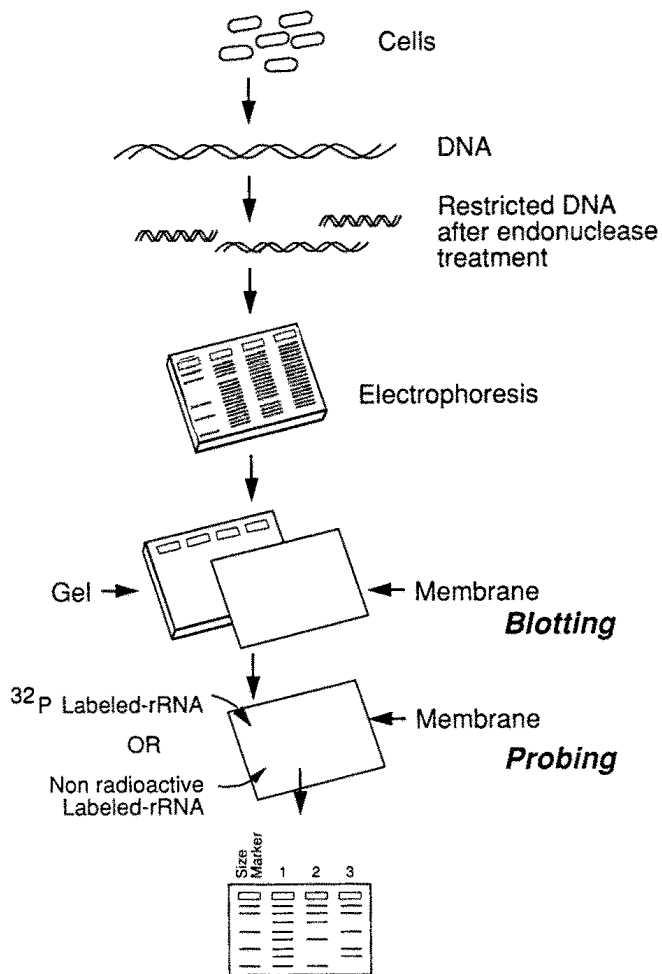 Cells
DNA
Restricted DNA
after endonuclease
treatment
Electrophoresis
Gel
Membrane
Blotting
32P Labeled-rRNA
OR
Non radioactive
Labeled-rRNA
Membrane
Probing
Size
Marker
1 2 3